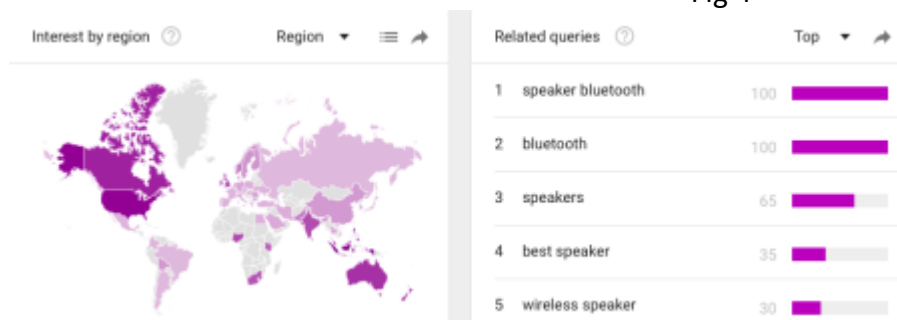 Interest by region
Region
Related queries
Top
1 speaker bluetooth 100
2 bluetooth 100
3 speakers 65
4 best speaker 35
5 wireless speaker 30